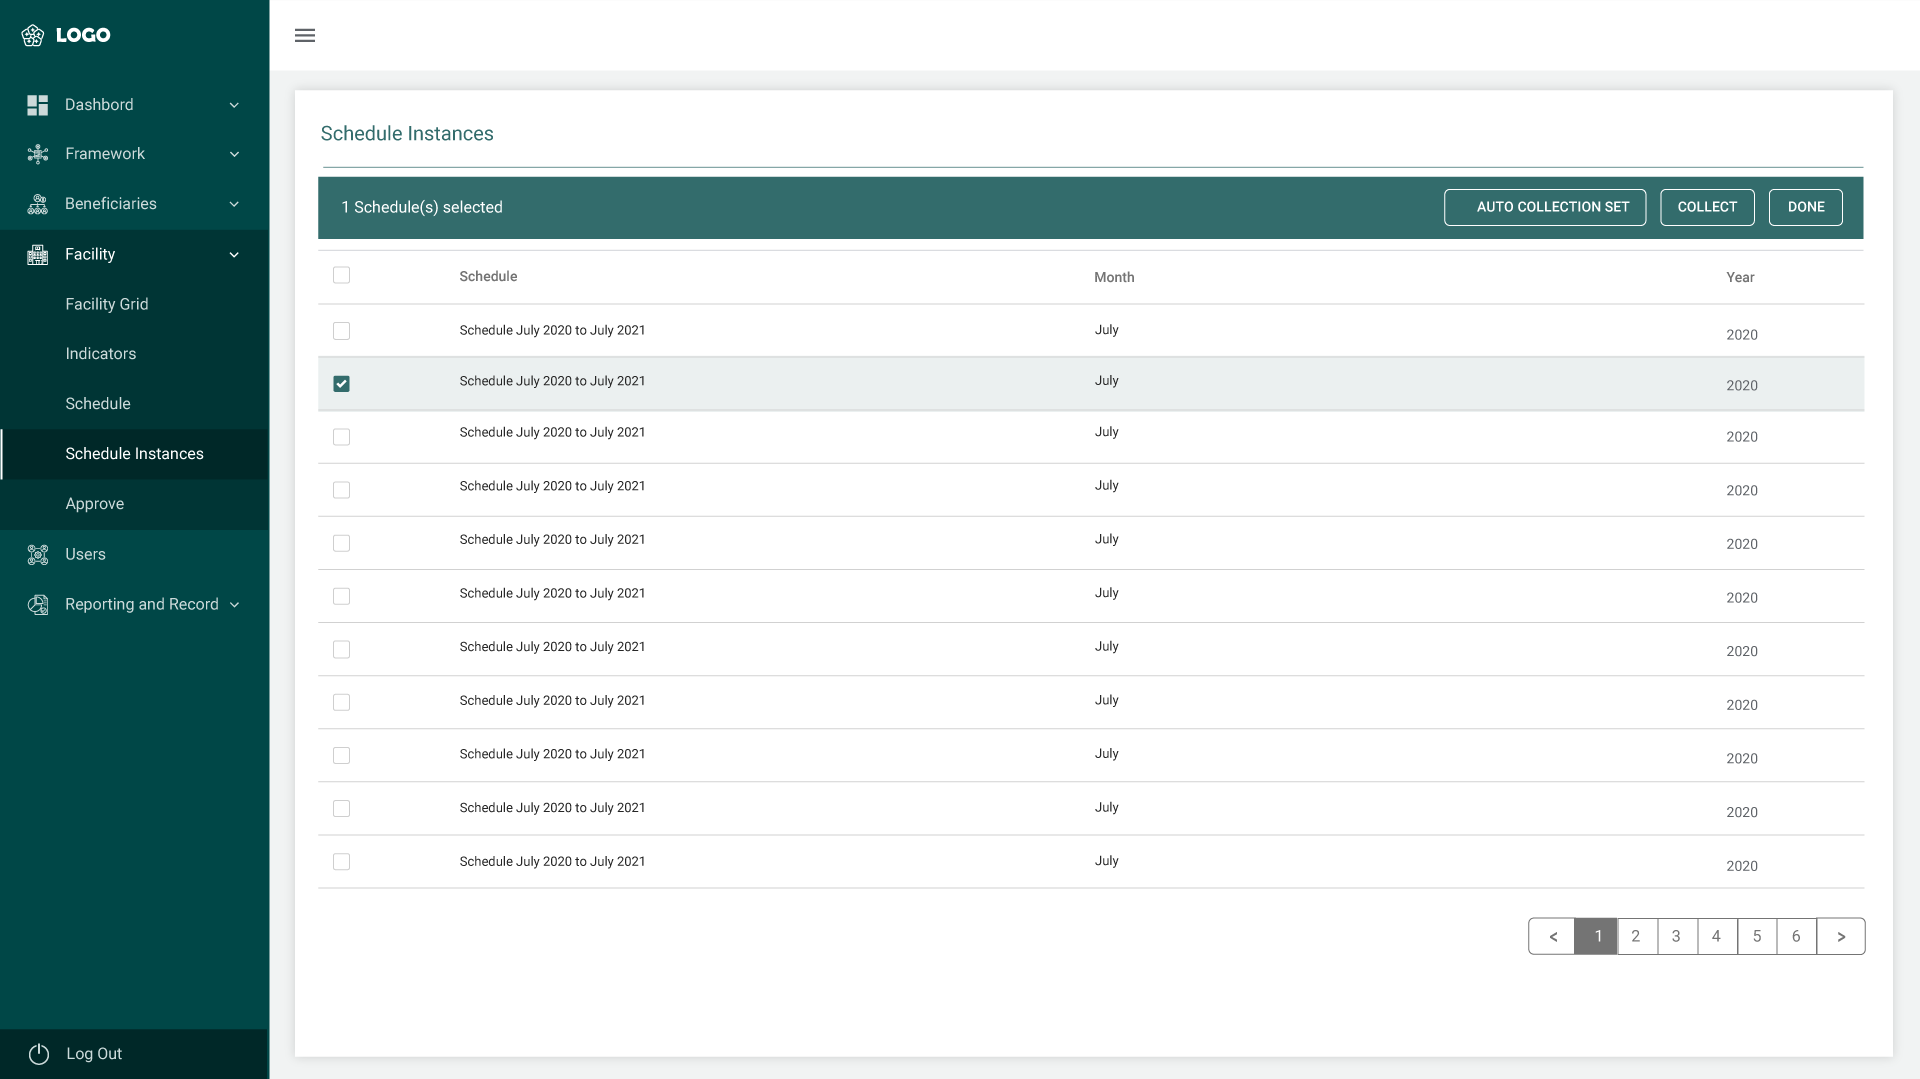 LOGO
Dashbord
Framework
Beneficiaries
Facility
Facility Grid
Indicators
Schedule
Schedule Instances
Approve
Users
Reporting and Record
Log Out
Schedule Instances
1 Schedule(s) selected AUTO COLLECTION SET COLLECT DONE
Schedule Month Year
Schedule July 2020 to July 2021 July 2020
Schedule July 2020 to July 2021 July 2020
Schedule July 2020 to July 2021 July 2020
Schedule July 2020 to July 2021 July 2020
Schedule July 2020 to July 2021 July 2020
Schedule July 2020 to July 2021 July 2020
Schedule July 2020 to July 2021 July 2020
Schedule July 2020 to July 2021 July 2020
Schedule July 2020 to July 2021 July 2020
Schedule July 2020 to July 2021 July 2020
Schedule July 2020 to July 2021 July 2020
< 1 2 3 4 5 6 >